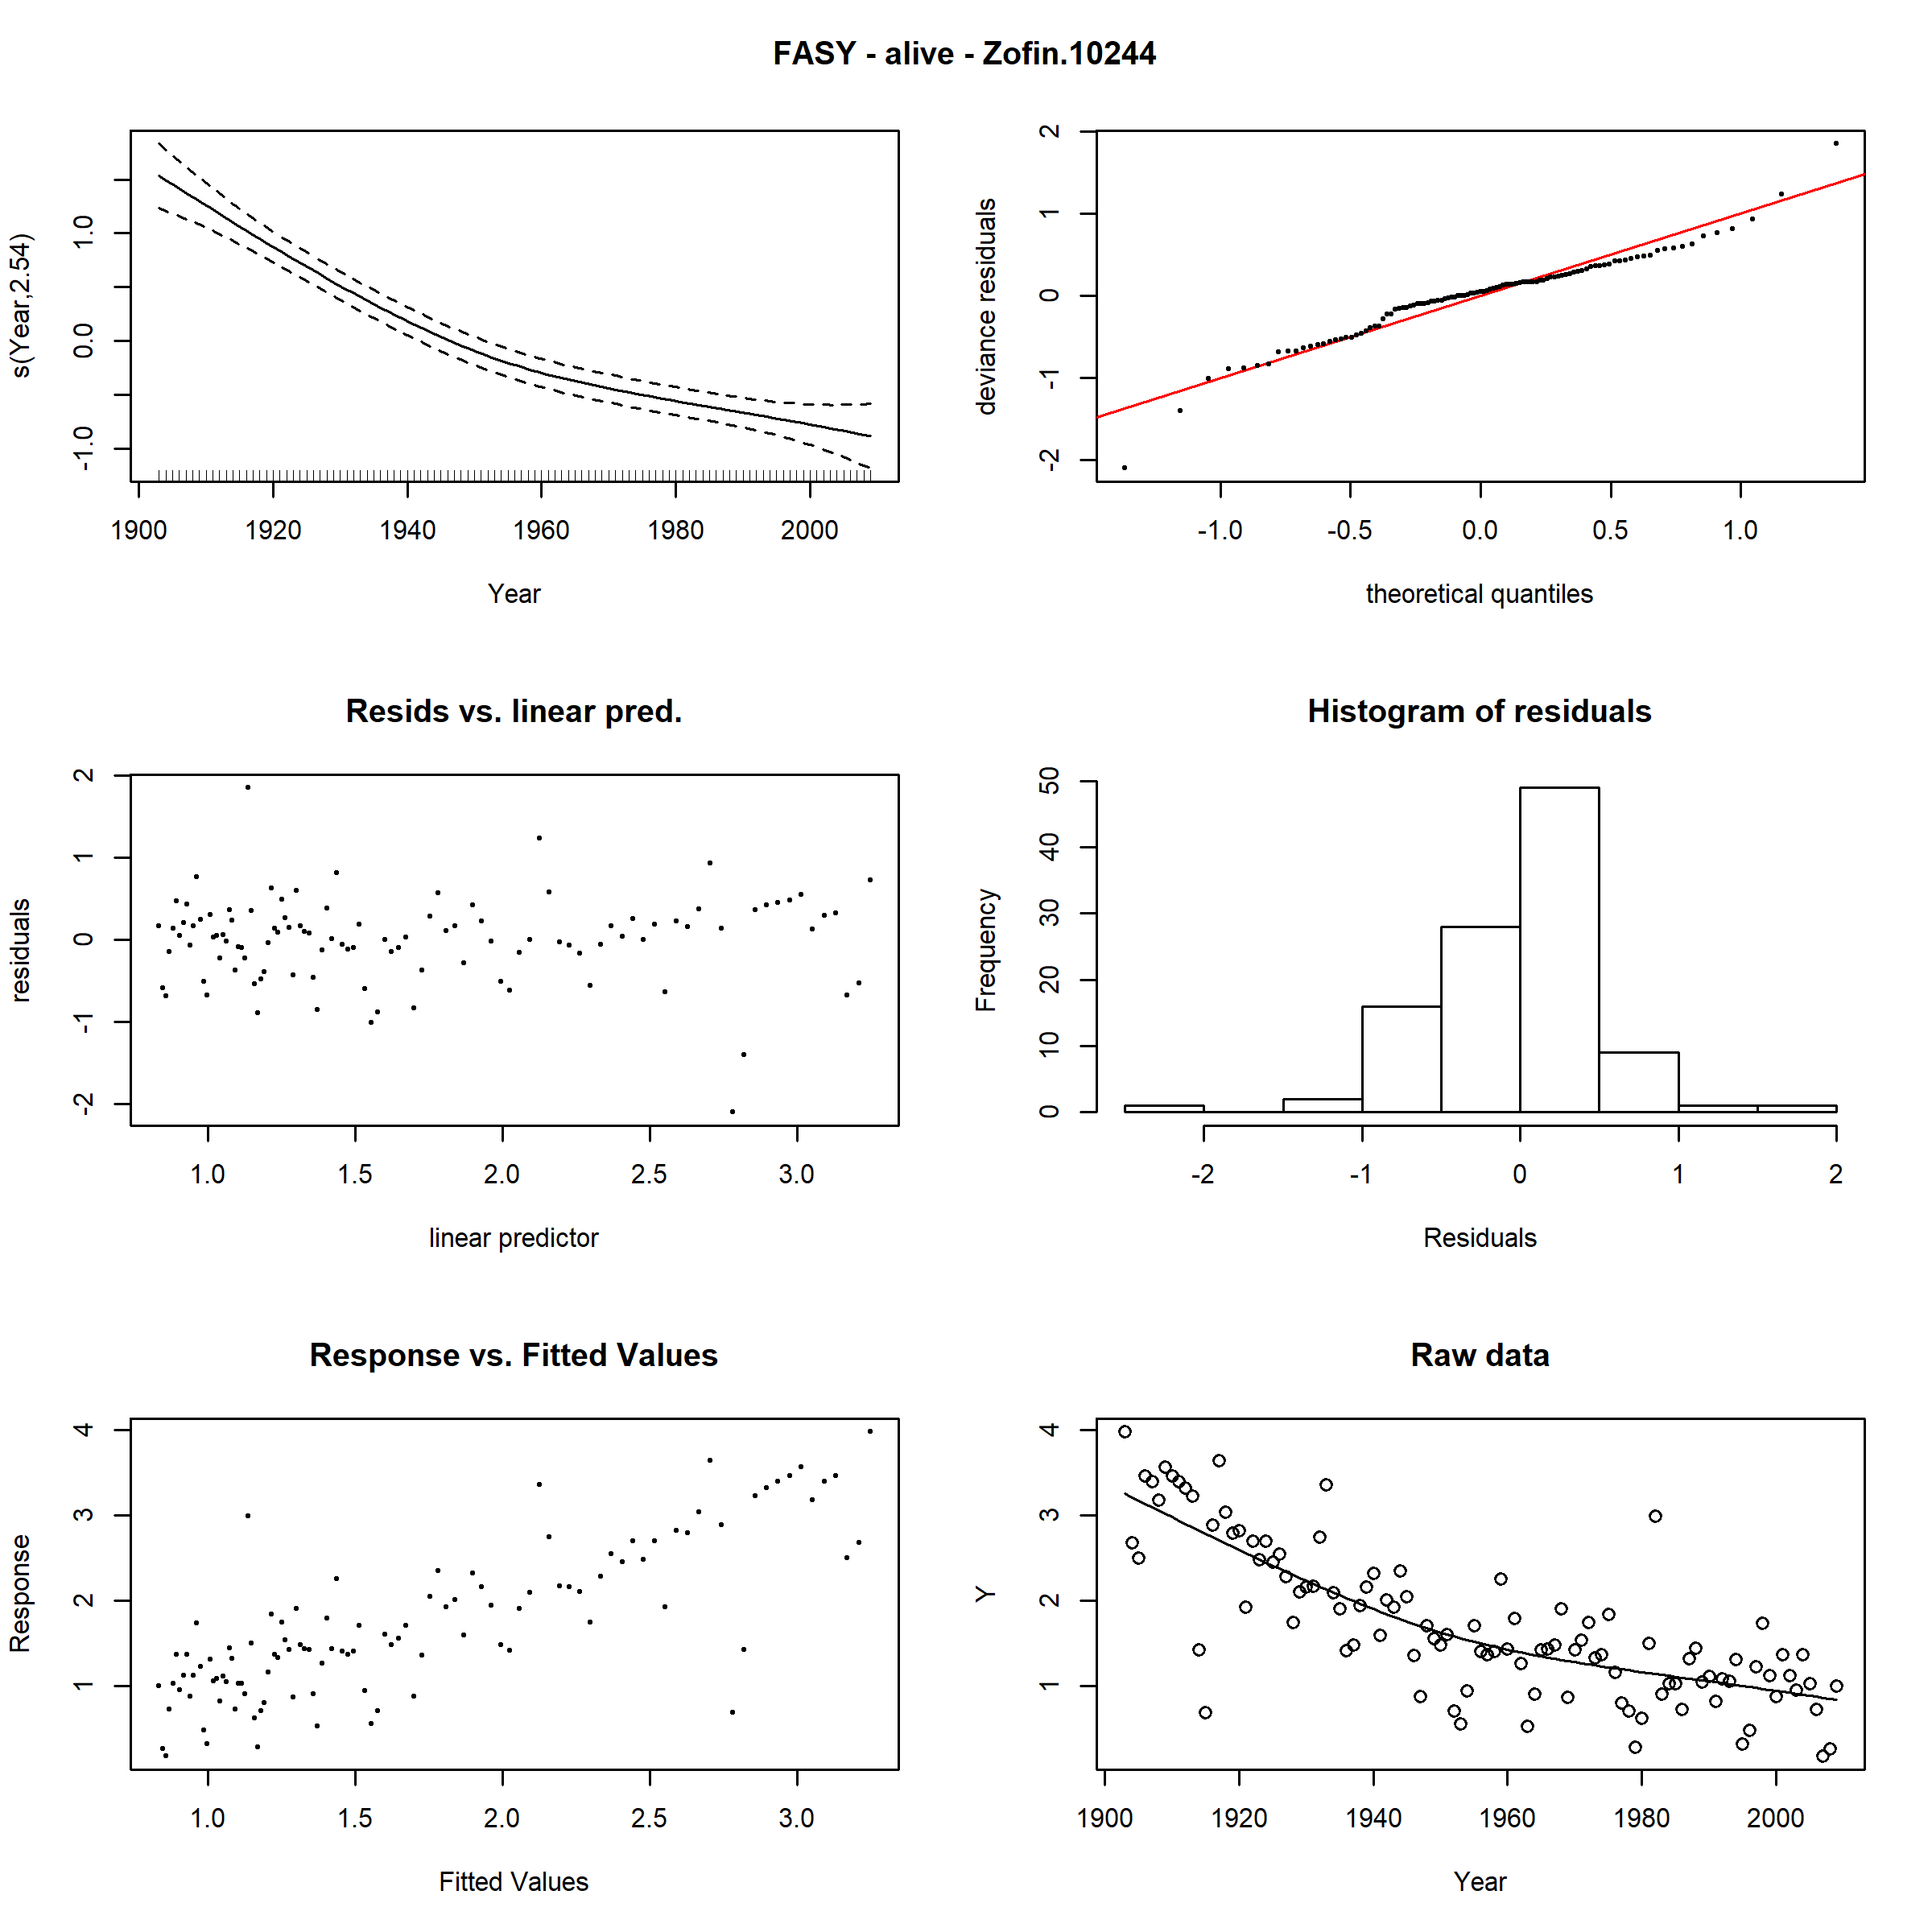 FASY - alive - Zofin.10244
s(Year,2.54)
-1.0 0.0 1.0
1900 1920 1940 1960 1980 2000
Year
deviance residuals
-2 -1 0 1 2
-1.0 -0.5 0.0 0.5 1.0
theoretical quantiles
Resids vs. linear pred.
residuals
-2 -1 0 1 2
1.0 1.5 2.0 2.5 3.0
linear predictor
Histogram of residuals
Frequency
0 10 20 30 40 50
-2 -1 0 1 2
Residuals
Response vs. Fitted Values
Response
1 2 3 4
1.0 1.5 2.0 2.5 3.0
Fitted Values
Raw data
Y
1 2 3 4
1900 1920 1940 1960 1980 2000
Year